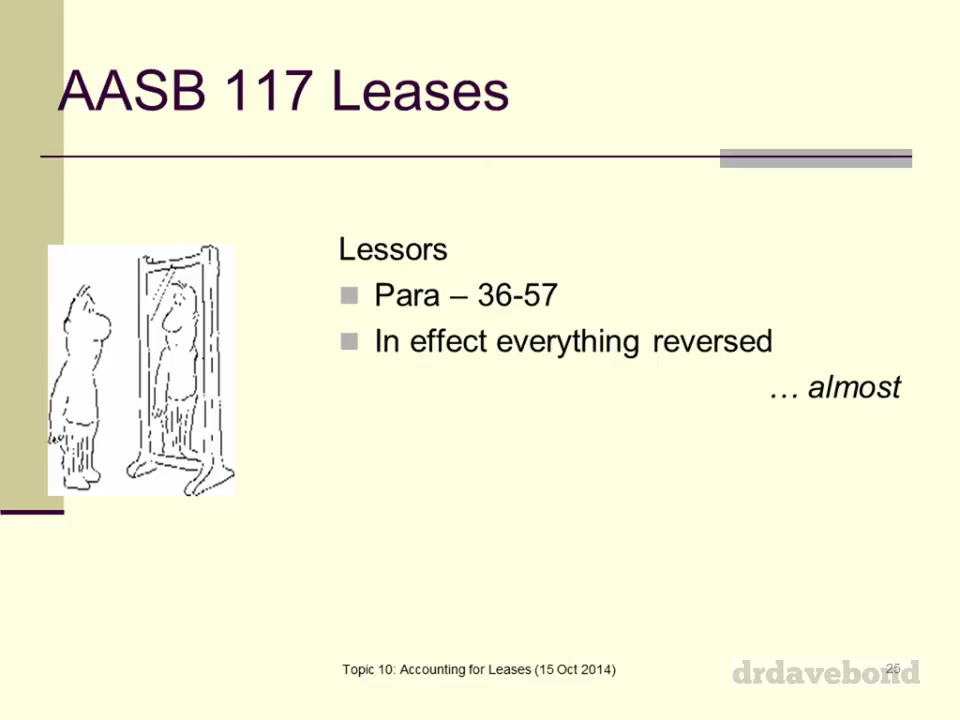 AASB 117 Leases
Lessors
Para – 36-57
In effect everything reversed
… almost
Topic 10: Accounting for Leases (15 Oct 2014)
25
drdavebond